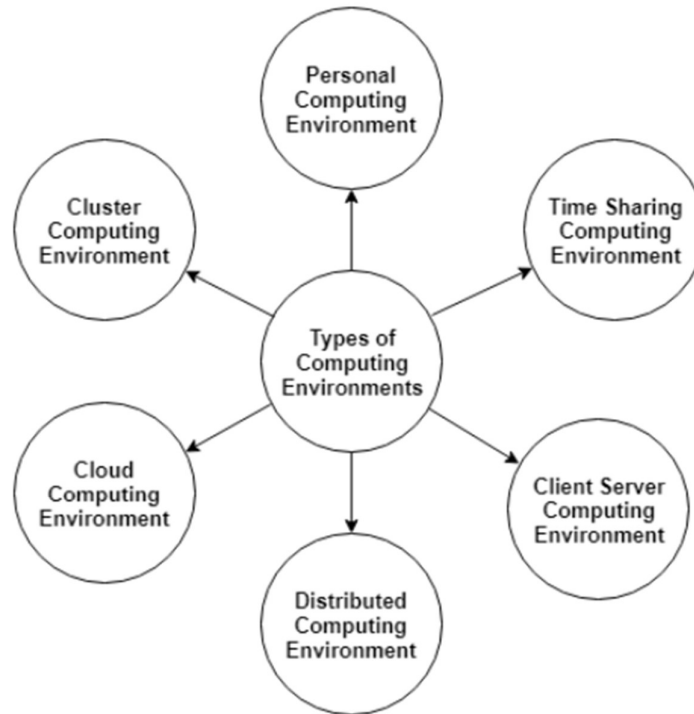 Personal
Computing
Environment
Cluster
Computing
Environment
Time Sharing
Computing
Environment
Types of
Computing
Environments
Cloud
Computing
Environment
Client Server
Computing
Environment
Distributed
Computing
Environment